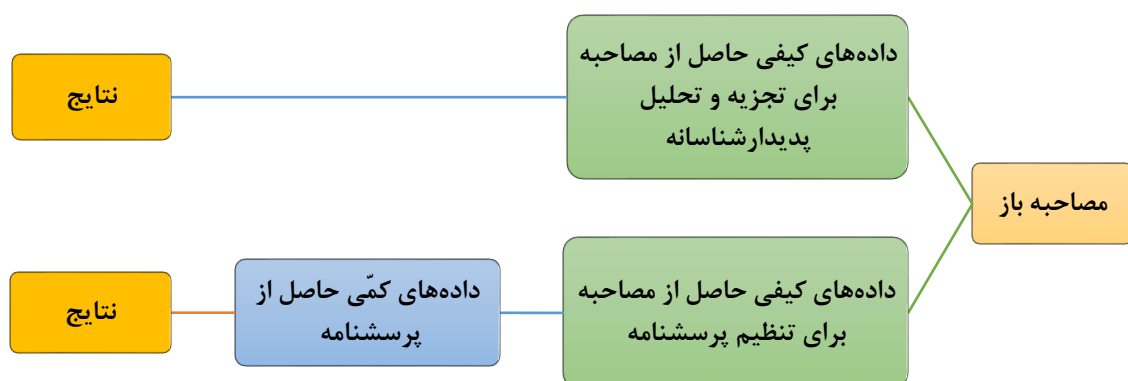 مصاحبه باز
داده‌های کیفی حاصل از مصاحبه
برای تجزیه و تحلیل
پدیدارشناسانه
نتایج
داده‌های کیفی حاصل از مصاحبه
برای تنظیم پرسشنامه
داده‌های کمّی حاصل از
پرسشنامه
نتایج